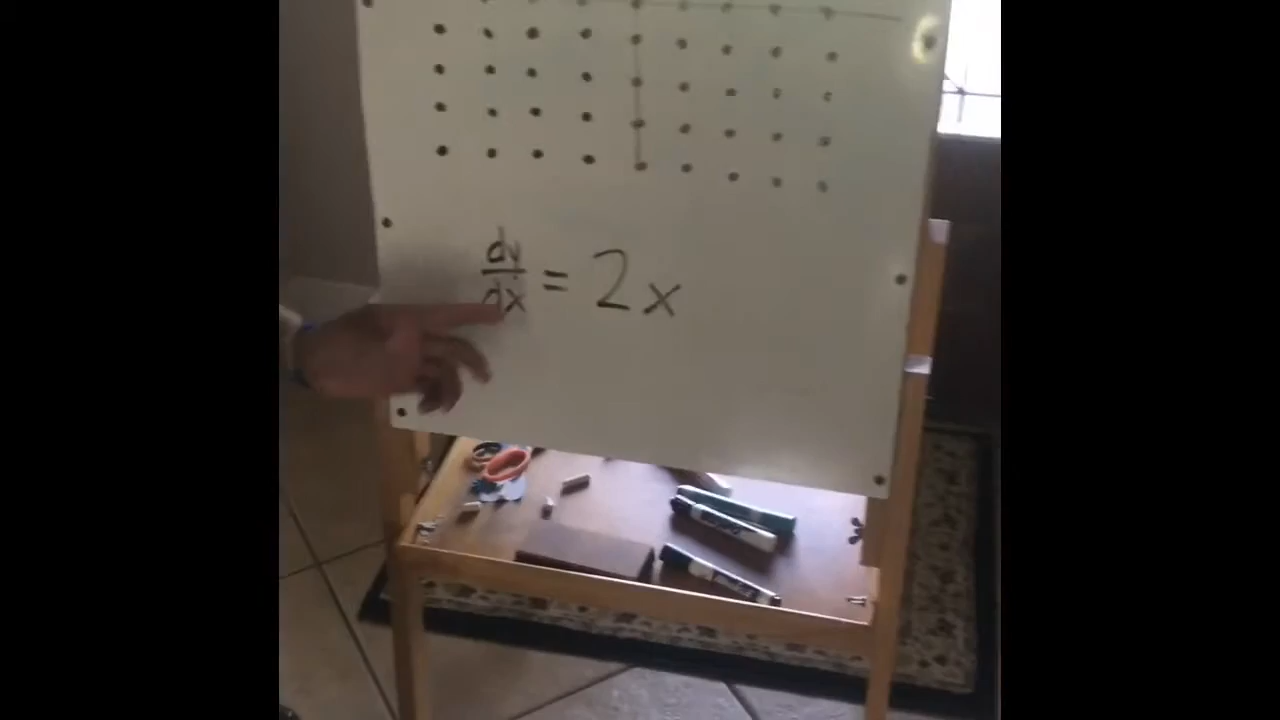 dy/dx = 2x